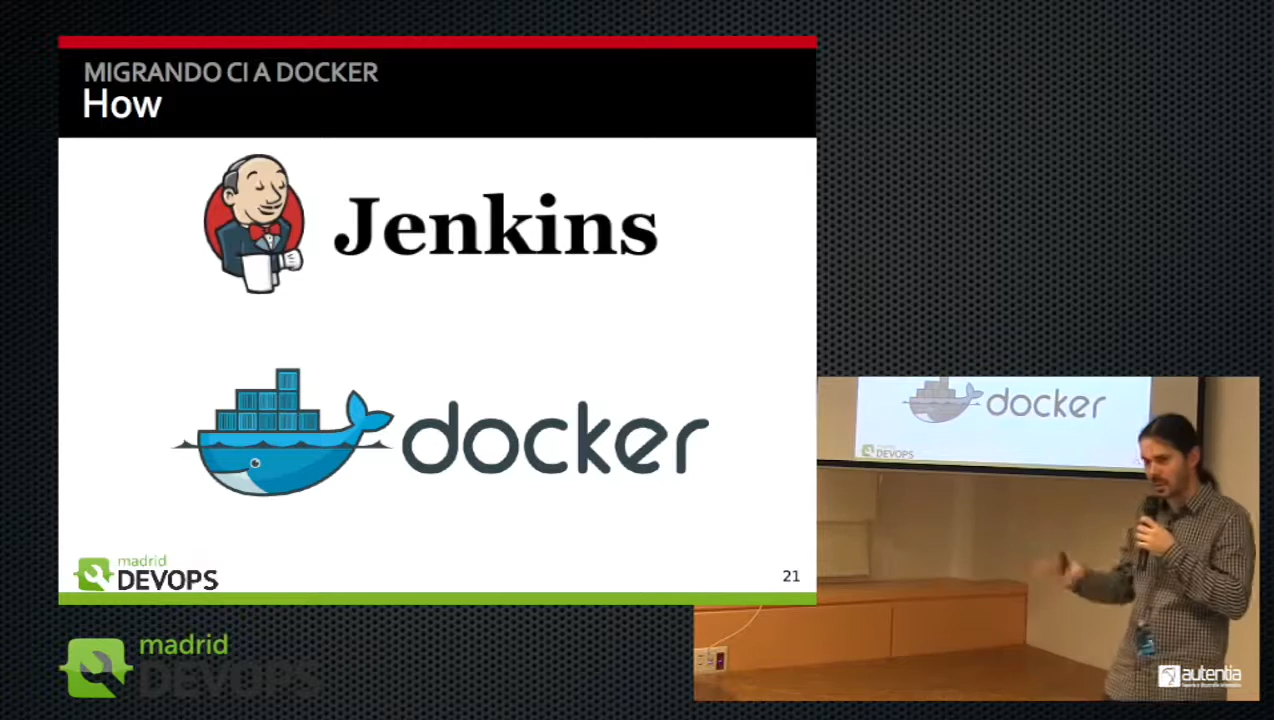 MIGRANDO CI A DOCKER
How
Jenkins
docker
madrid
DEVOPS
21
docker
DEVOPS
madrid
DEVOPS
autentia